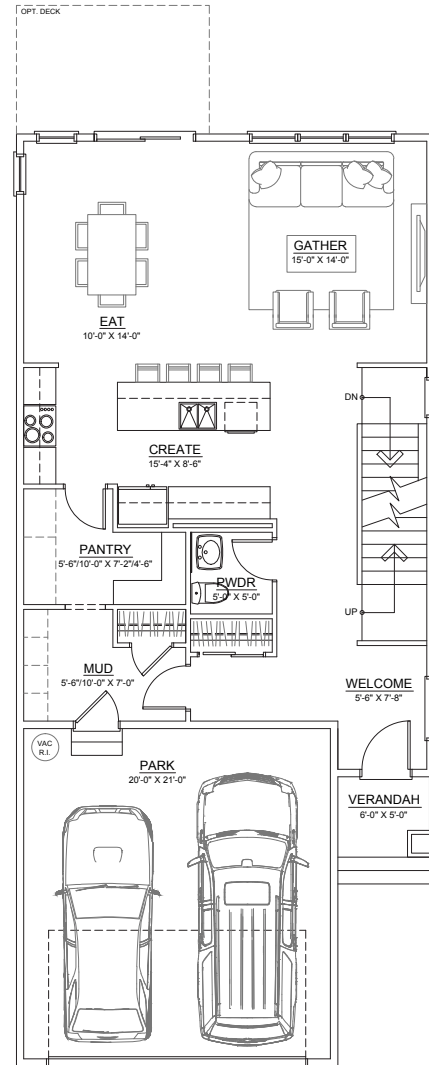 OPT. DECK
GATHER
15'-0" X 14'-0"
EAT
10'-0" X 14'-0"
DN
CREATE
15'-4" X 8'-6"
PANTRY
5'-6"/10'-0" X 7'-2"/4'-6"
PWDR
5'-0" X 5'-0"
UP
MUD
5'-6"/10'-0" X 7'-0"
WELCOME
5'-6" X 7'-8"
VAC
R.I.
PARK
20'-0" X 21'-0"
VERANDAH
6'-0" X 5'-0"